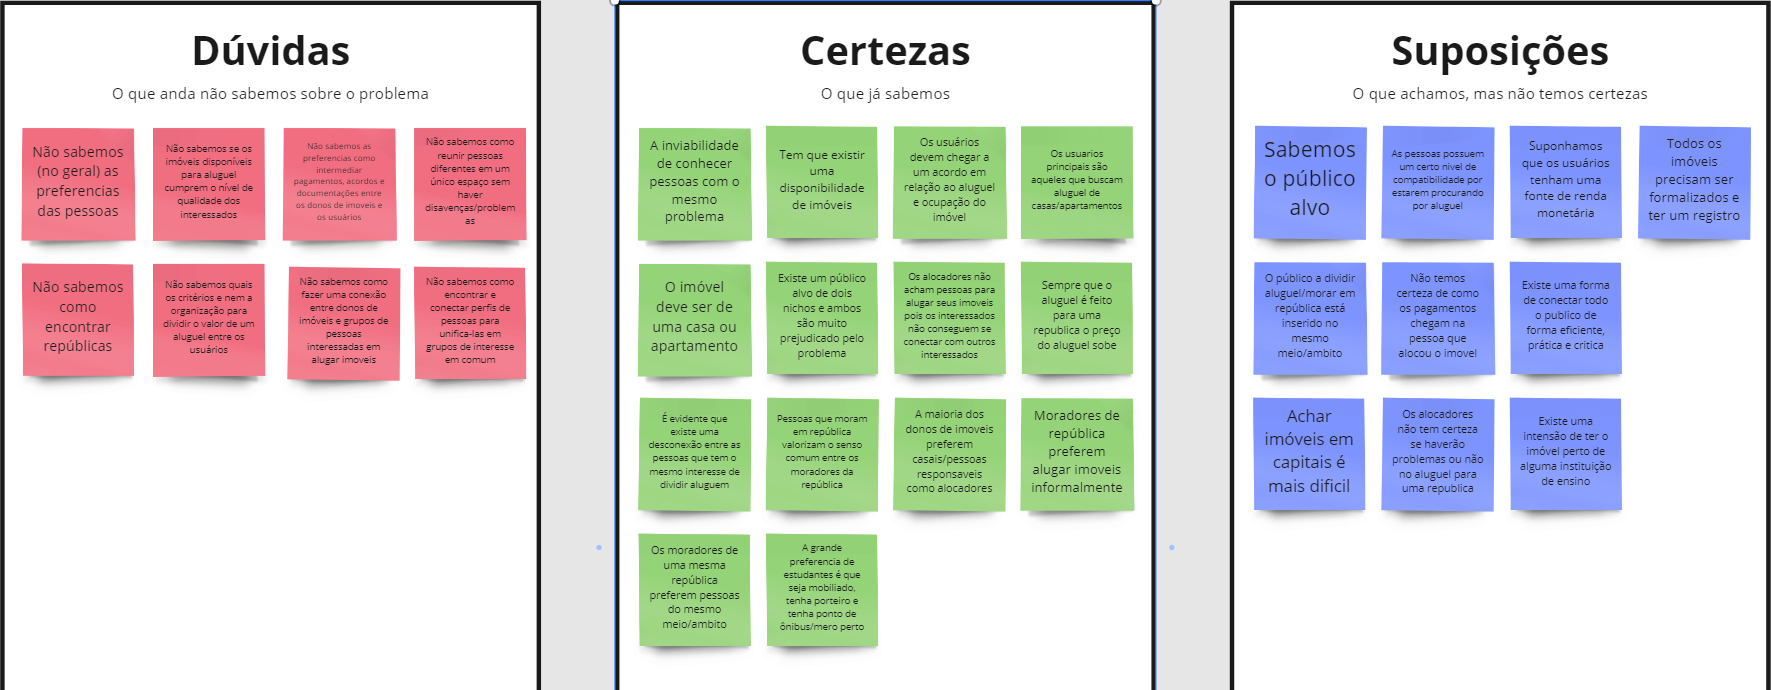 Dúvidas
O que anda não sabemos sobre o problema
Não sabemos
(no geral) as
preferencias
das pessoas
Não sabemos se os
imóveis disponíveis
para aluguel
cumprem o nível de
qualidade dos
interessados
Não sabemos as
preferencias como
intermediar
pagamentos, acordos e
documentações entre
os donos de imoveis e
os usuários
Não sabemos como
reunir pessoas
diferentes em um
único espaço sem
haver
disavenças/problem
as
Não sabemos
como
encontrar
repúblicas
Não sabemos quais
os critérios e nem a
organização para
dividir o valor de um
aluguel entre os
usuários
Não sabemos como
fazer uma conexão
entre donos de
imóveis e grupos de
pessoas
interessadas em
alugar imoveis
Não sabemos como
encontrar e
conectar perfis de
pessoas para
unifica-las em
grupos de interesse
em comum
Certezas
O que já sabemos
A inviabilidade
de conhecer
pessoas com o
mesmo
problema
Tem que existir
uma
disponibilidade
de imóveis
Os usuários
devem chegar a
um acordo em
relação ao aluguel
e ocupação do
imóvel
Os usuarios
principais são
aqueles que buscam
aluguel de
casas/apartamentos
O imóvel
deve ser de
uma casa ou
apartamento
Existe um público
alvo de dois
nichos e ambos
são muito
prejudicado pelo
problema
Os alocadores não
acham pessoas para
alugar seus imoveis
pois os interessados
não conseguem se
conectar com outros
interessados
Sempre que o
aluguel é feito
para uma
republica o preço
do aluguel sobe
É evidente que
existe uma
desconexão entre as
pessoas que tem o
mesmo interesse de
dividir aluguem
Pessoas que moram
em república
valorizam o senso
comum entre os
moradores da
república
A maioria dos
donos de imoveis
preferem
casais/pessoas
responsaveis
como alocadores
Moradores de
república
preferem
alugar imoveis
informalmente
Os moradores de
uma mesma
república
preferem pessoas
do mesmo
meio/ambito
A grande
preferencia de
estudantes é que
seja mobiliado,
tenha porteiro e
tenha ponto de
ônibus/mero perto
Suposições
O que achamos, mas não temos certezas
Sabemos
o público
alvo
As pessoas possuem
um certo nivel de
compatibilidade por
estarem procurando
por aluguel
Suponhamos
que os usuários
tenham uma
fonte de renda
monetária
Todos os
imóveis
precisam ser
formalizados e
ter um registro
O público a dividir
aluguel/morar em
república está
inserido no
mesmo
meio/ambito
Não temos
certeza de como
os pagamentos
chegam na
pessoa que
alocou o imovel
Existe uma forma
de conectar todo
o publico de
forma eficiente,
prática e critica
Achar
imóveis em
capitais é
mais dificil
Os alocadores
não tem certeza
se haverão
problemas ou não
no aluguel para
uma republica
Existe uma
intensão de ter o
imóvel perto de
alguma instituição
de ensino